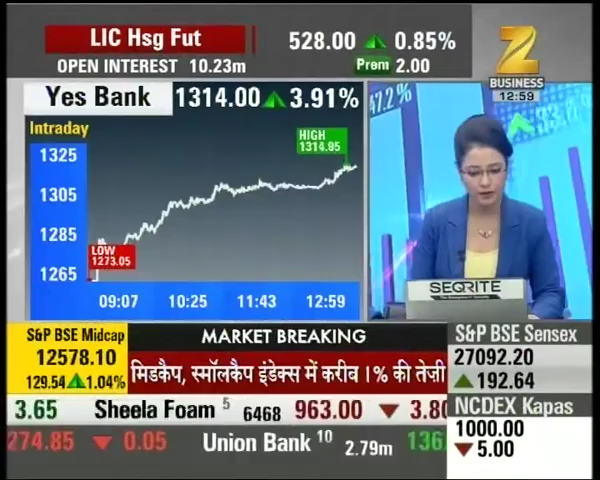 LIC Hsg Fut 528.00 0.85%
OPEN INTEREST 10.23m Prem 2.00
Z
BUSINESS
12:59
Yes Bank 1314.00 3.91%
47.2%
Intraday
HIGH
1314.95
1325
1305
1285
1265
LOW
1273.05
09:07 10:25 11:43 12:59
SEQRITE
S&P BSE Midcap
12578.10
129.54 1.04%
MARKET BREAKING
मिडकैप, स्मॉलकैप इंडेक्स में करीब 1% की तेजी
S&P BSE Sensex
27092.20
192.64
3.65 Sheela Foam 5 6468 963.00 3.80
NCDEX Kapas
1000.00
5.00
274.85 0.05 Union Bank 10 2.79m 136